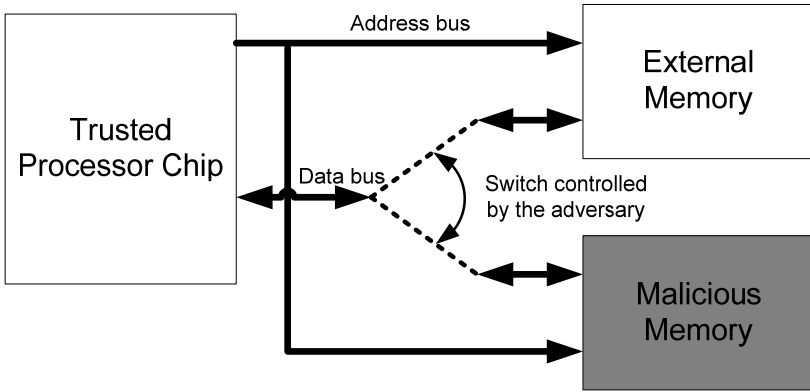 Address bus
External
Memory
Trusted
Processor Chip
Data bus
Switch controlled
by the adversary
Malicious
Memory